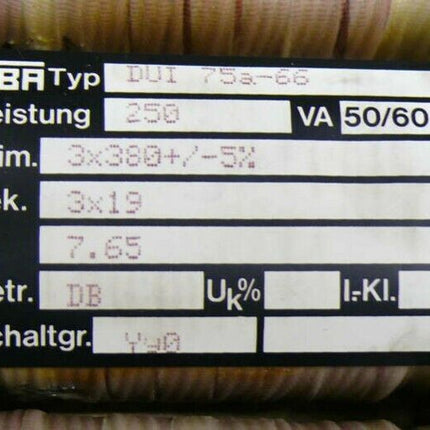 BA Typ DUI 75a-66
eistung 250 VA 50/60
im. 3x380+/-5%
ek. 3x19
7.65
etr. DB Uk% I.-Kl.
chaltgr. Yy0